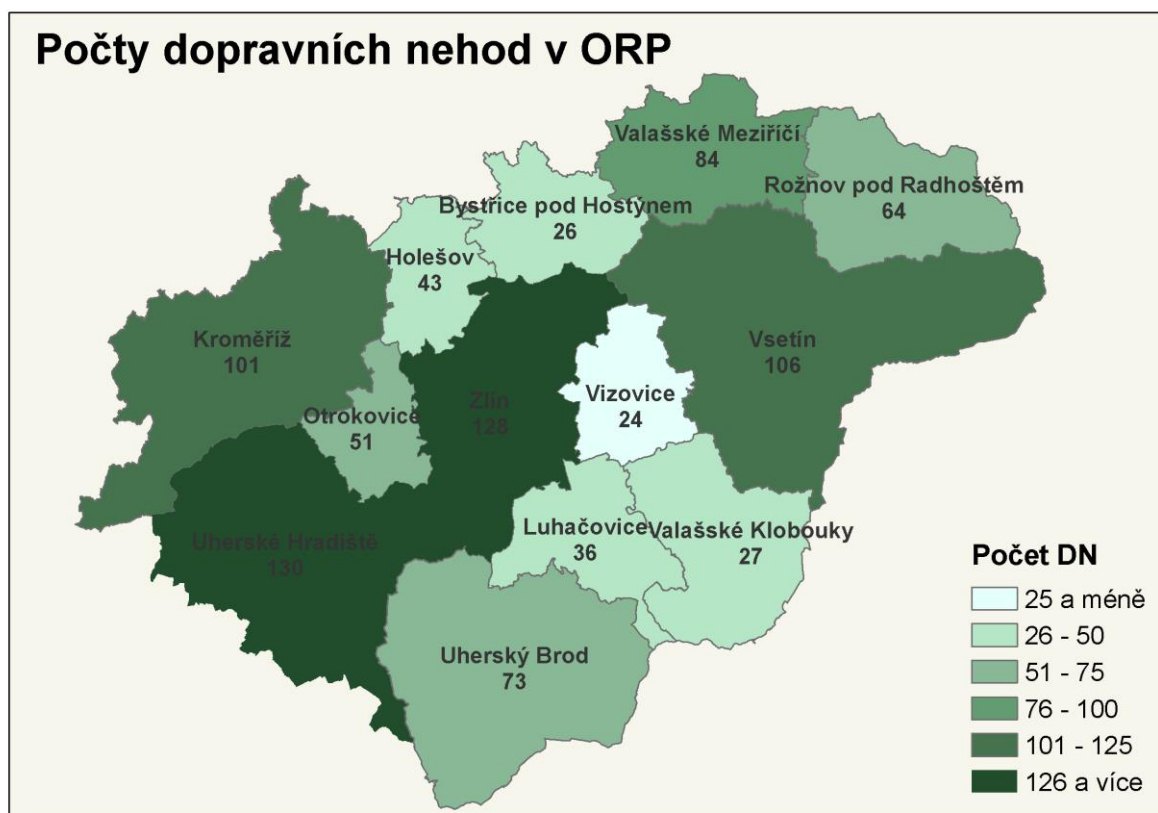 Počty dopravních nehod v ORP
Valašské Meziříčí
84
Rožnov pod Radhoštěm
64
Bystřice pod Hostýnem
26
Holešov
43
Kroměříž
101
Vsetín
106
Otrokovice
51
Zlín
128
Vizovice
24
Uherské Hradiště
130
Luhačovice
36
Valašské Klobouky
27
Uherský Brod
73
Počet DN
25 a méně
26 - 50
51 - 75
76 - 100
101 - 125
126 a více